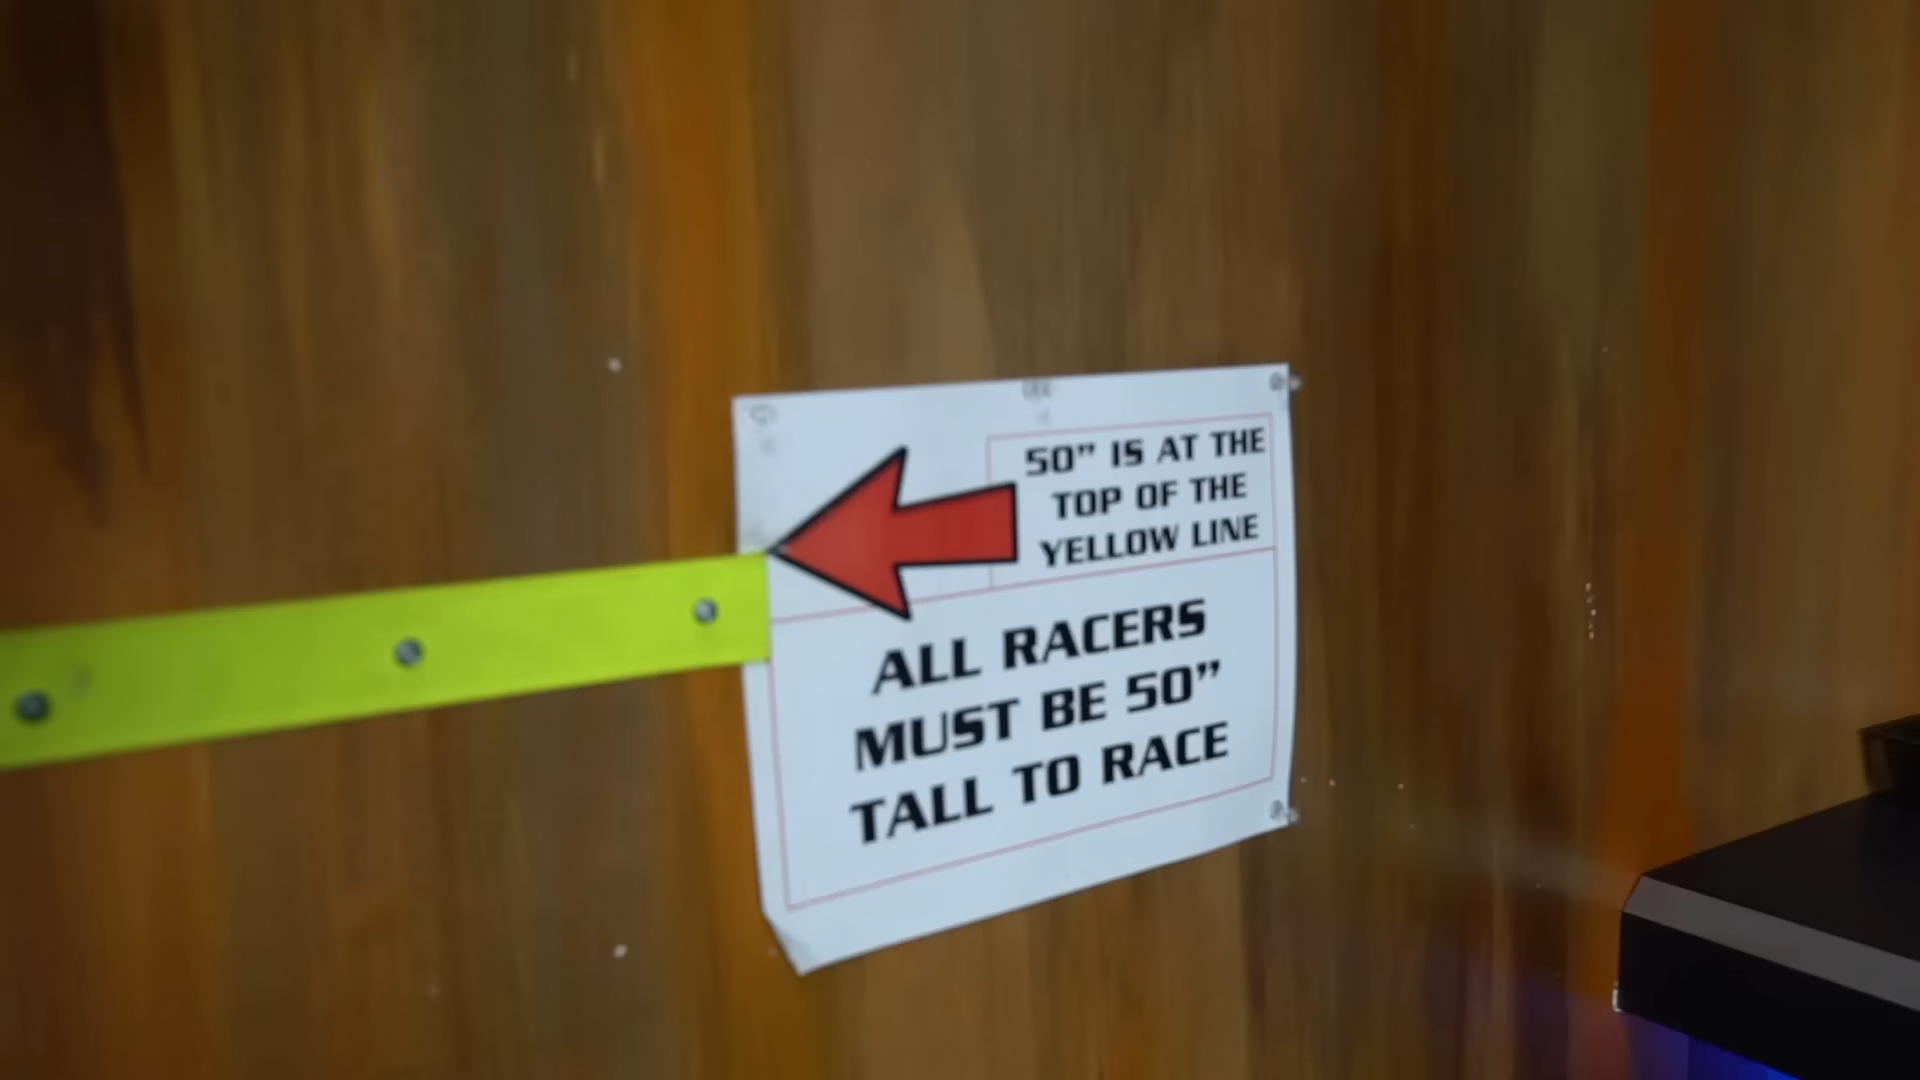 50” IS AT THE
TOP OF THE
YELLOW LINE
ALL RACERS
MUST BE 50”
TALL TO RACE